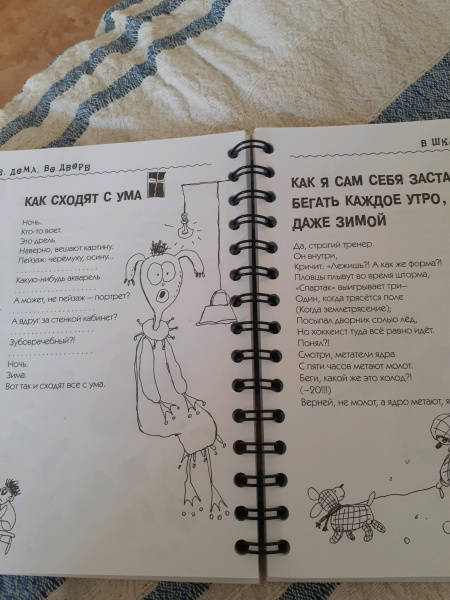 В, ДОМА, ВО ДВОРЕ
КАК СХОДЯТ С УМА
Ночь.
Кто-то воет.
Это дрель.
Наверно, вешают картину.
Пейзаж: черёмуху, осину...
Какую-нибудь акварель.
А может, не пейзаж — портрет?
А вдруг за стенкой кабинет?
Зубоврачебный?!
Ночь.
Зима.
Вот так и сходят все с ума.
В ШК
КАК Я САМ СЕБЯ ЗАСТА
БЕГАТЬ КАЖДОЕ УТРО,
ДАЖЕ ЗИМОЙ
Да, строгий тренер.
Он внутри,
Кричит: «Лежишь?! А как же форма?!
Пловцы плывут во время шторма,
«Спартак» выигрывает три—
Один, когда трясётся поле
(Когда землетрясение);
Посыпал дворник солью лёд,
Но хоккеист туда всё равно идёт.
Понял?!
Смотри, метатели ядра
С пяти часов метают молот.
Беги, какой же это холод?!
(–20!!!)
Верней, не молот, а ядро метают, я